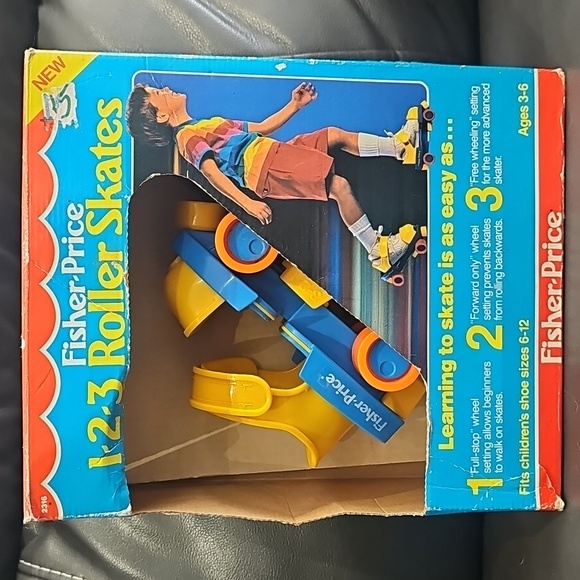 NEW
Fisher-Price
1-2-3 Roller Skates
2316
Fisher-Price
Learning to skate is as easy as...
1 "Full-stop" wheel
setting allows beginners
to walk on skates.
2 "Forward only" wheel
setting prevents skates
from rolling backwards.
3 "Free wheeling" setting
for the more advanced
skater.
Fits children's shoe sizes 6-12
Ages 3-6
Fisher-Price